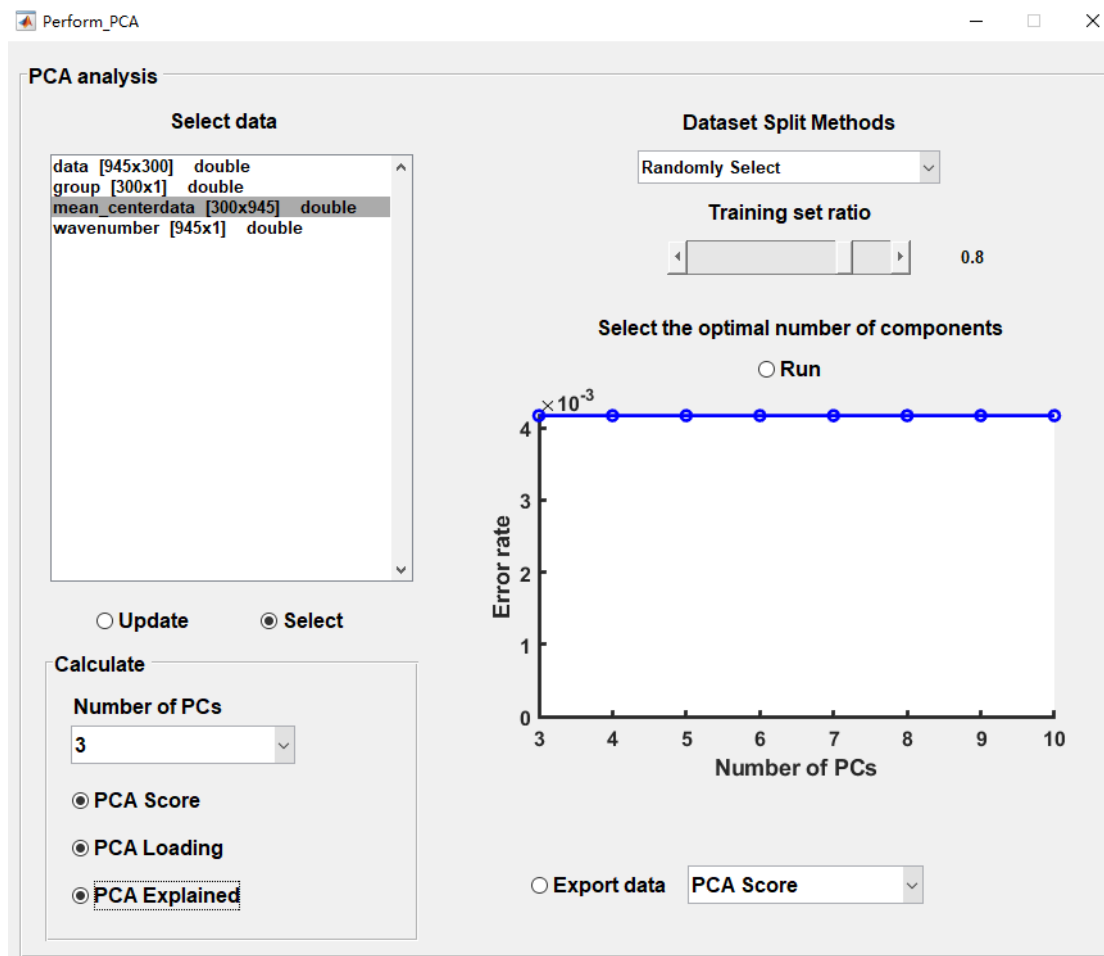 Perform_PCA
PCA analysis
Select data
data [945x300] double
group [300x1] double
mean_centerdata [300x945] double
wavenumber [945x1] double
Update
Select
Calculate
Number of PCs
3
PCA Score
PCA Loading
PCA Explained
Dataset Split Methods
Randomly Select
Training set ratio
0.8
Select the optimal number of components
Run
×10⁻³
4
3
2
1
0
Error rate
3 4 5 6 7 8 9 10
Number of PCs
Export data
PCA Score